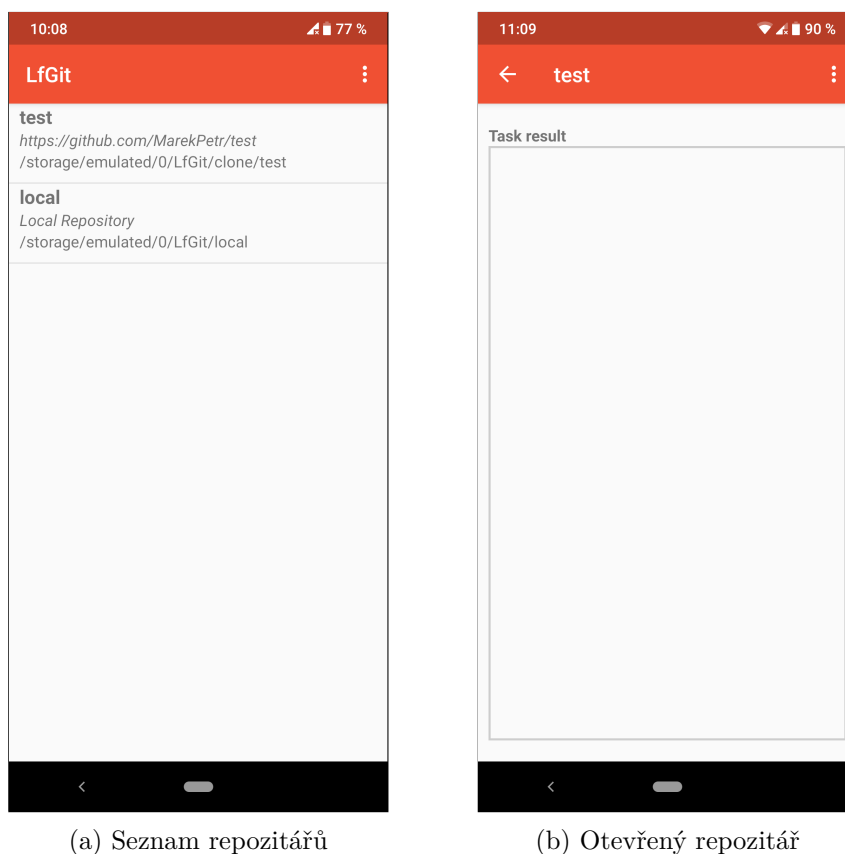 10:08
77 %
LfGit
test
https://github.com/MarekPetr/test
/storage/emulated/0/LfGit/clone/test
local
Local Repository
/storage/emulated/0/LfGit/local
(a) Seznam repozitářů
11:09
90 %
test
Task result
(b) Otevřený repozitář